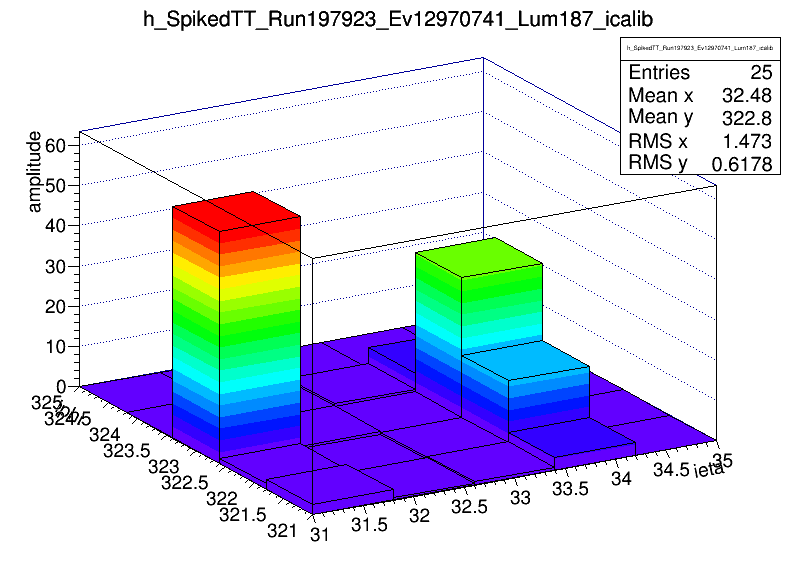 h_SpikedTT_Run197923_Ev12970741_Lum187_icalib
h_SpikedTT_Run197923_Ev12970741_Lum187_icalib
Entries 25
Mean x 32.48
Mean y 322.8
RMS x 1.473
RMS y 0.6178
amplitude
60
50
40
30
20
10
0
325
324.5
324
323.5
323
322.5
322
321.5
321
31
31.5
32
32.5
33
33.5
34
34.5
35
ieta